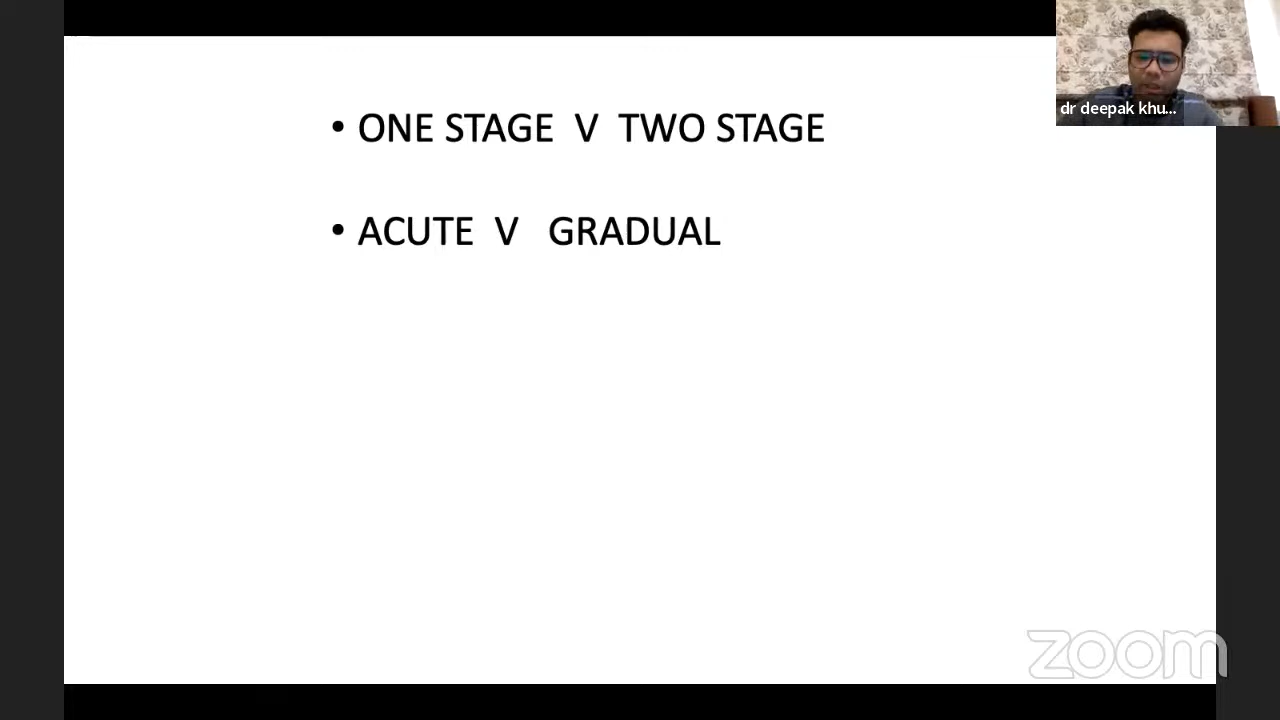 dr deepak khu...
• ONE STAGE V TWO STAGE
• ACUTE V GRADUAL
zoom